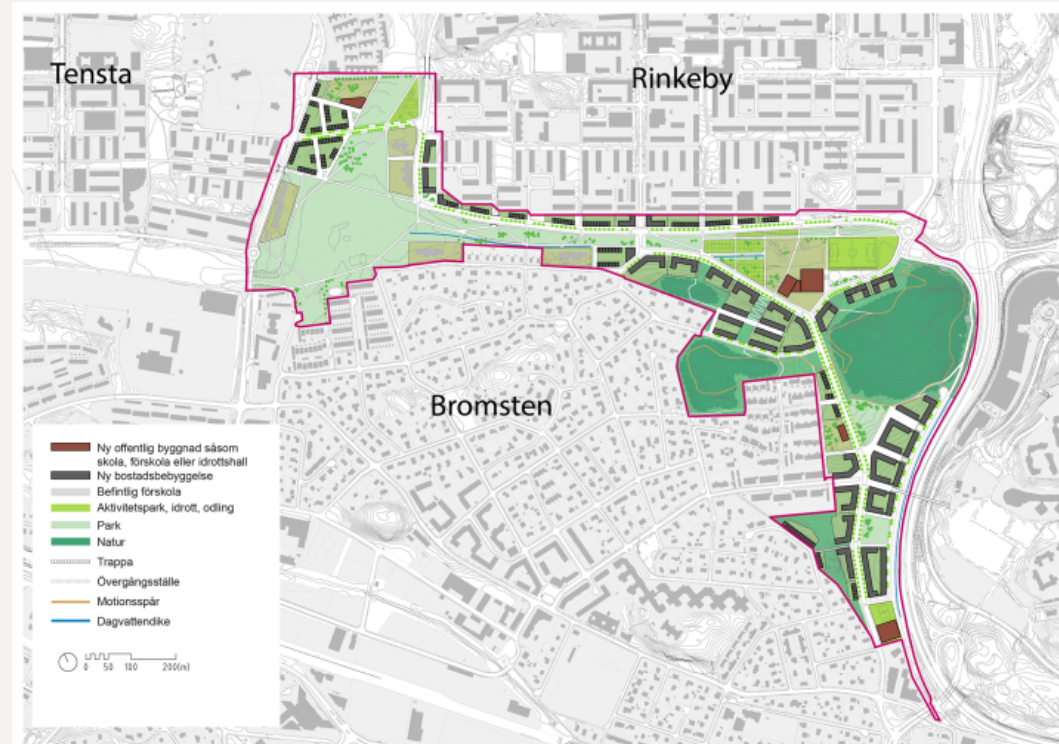 Tensta
Rinkeby
Bromsten
Ny offentlig byggnad såsom
skola, förskola eller idrottshall
Ny bostadsbebyggelse
Befintlig förskola
Aktivitetspark, idrott, odling
Park
Natur
Trappa
Övergångsställe
Motionsspår
Dagvattendike
0 50 100 200(m)